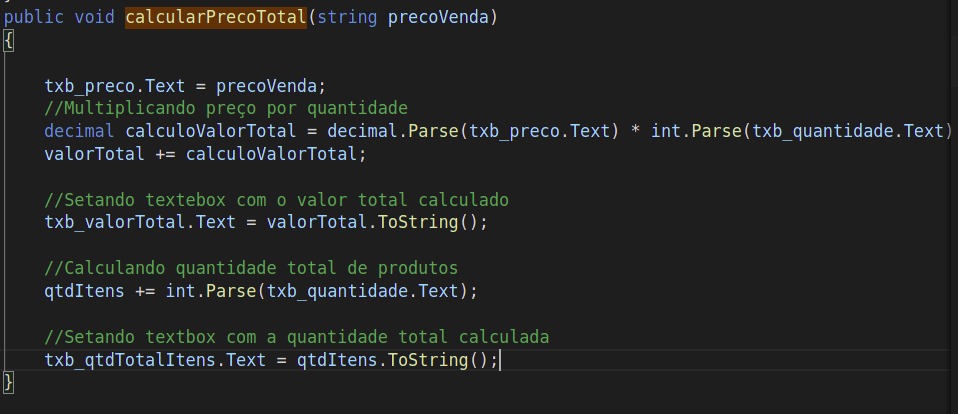 public void calcularPrecoTotal(string precoVenda)
{
txb_preco.Text = precoVenda;
//Multiplicando preço por quantidade
decimal calculoValorTotal = decimal.Parse(txb_preco.Text) * int.Parse(txb_quantidade.Text)
valorTotal += calculoValorTotal;
//Setando textebox com o valor total calculado
txb_valorTotal.Text = valorTotal.ToString();
//Calculando quantidade total de produtos
qtdItens += int.Parse(txb_quantidade.Text);
//Setando textbox com a quantidade total calculada
txb_qtdTotalItens.Text = qtdItens.ToString();
}